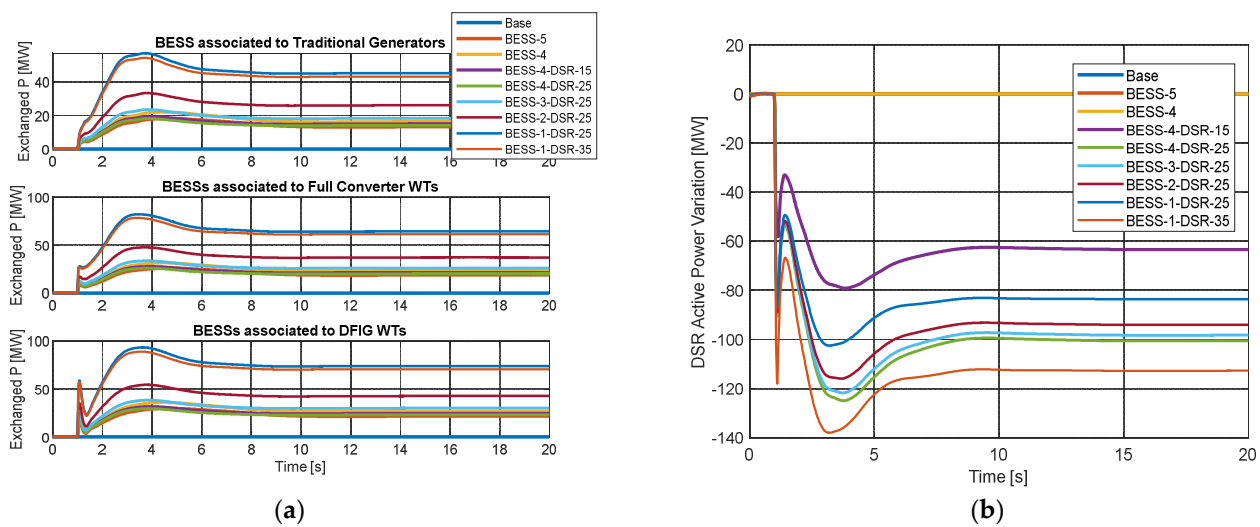 BESS associated to Traditional Generators
Exchanged P [MW]
40
20
0
0 2 4 6 8 10 12 14 16 18 20
Base
BESS-5
BESS-4
BESS-4-DSR-15
BESS-4-DSR-25
BESS-3-DSR-25
BESS-2-DSR-25
BESS-1-DSR-25
BESS-1-DSR-35
BESSs associated to Full Converter WTs
Exchanged P [MW]
100
50
0
0 2 4 6 8 10 12 14 16 18 20
BESSs associated to DFIG WTs
Exchanged P [MW]
100
50
0
0 2 4 6 8 10 12 14 16 18 20
Time [s]
(a)
DSR Active Power Variation [MW]
20
0
-20
-40
-60
-80
-100
-120
-140
0 5 10 15 20
Time [s]
Base
BESS-5
BESS-4
BESS-4-DSR-15
BESS-4-DSR-25
BESS-3-DSR-25
BESS-2-DSR-25
BESS-1-DSR-25
BESS-1-DSR-35
(b)